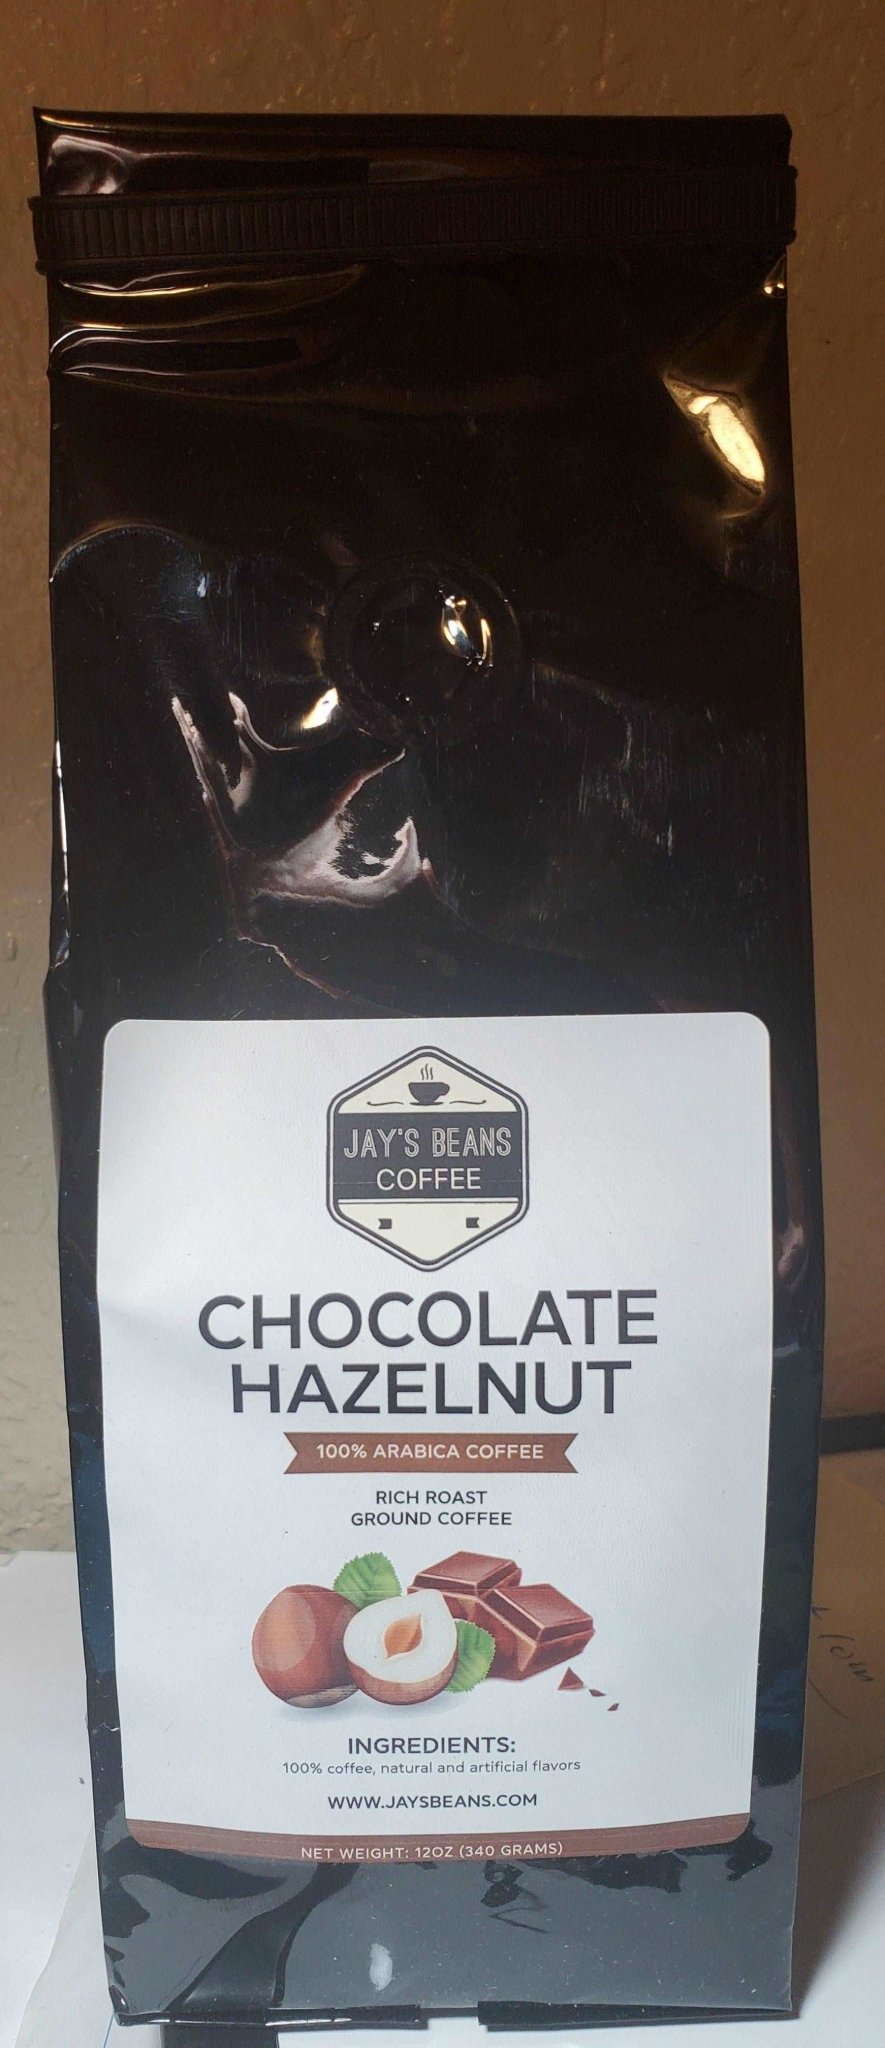 JAY'S BEANS
COFFEE
CHOCOLATE
HAZELNUT
100% ARABICA COFFEE
RICH ROAST
GROUND COFFEE
INGREDIENTS:
100% coffee, natural and artificial flavors
WWW.JAYSBEANS.COM
NET WEIGHT: 12OZ (340 GRAMS)